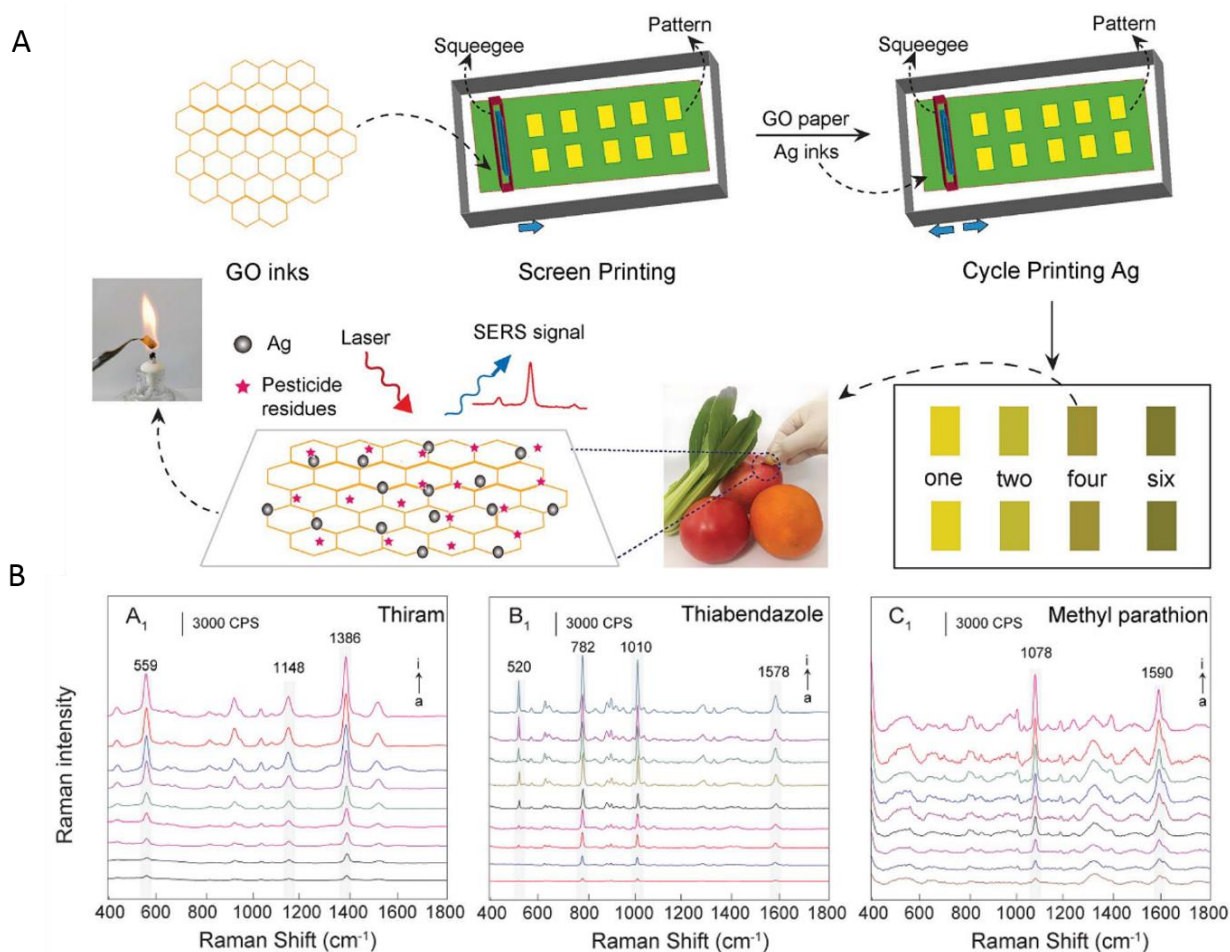 A
Squeegee
Pattern
Squeegee
Pattern
GO paper
Ag inks
GO inks
Screen Printing
Cycle Printing Ag
Ag
Pesticide
residues
Laser
SERS signal
one two four six
B
A1
3000 CPS
Thiram
559
1148
1386
i
a
B1
3000 CPS
Thiabendazole
520
782
1010
1578
i
a
C1
3000 CPS
Methyl parathion
1078
1590
i
a
Raman intensity
400 600 800 1000 1200 1400 1600 1800
Raman Shift (cm-1)
400 600 800 1000 1200 1400 1600 1800
Raman Shift (cm-1)
400 600 800 1000 1200 1400 1600 1800
Raman Shift (cm-1)